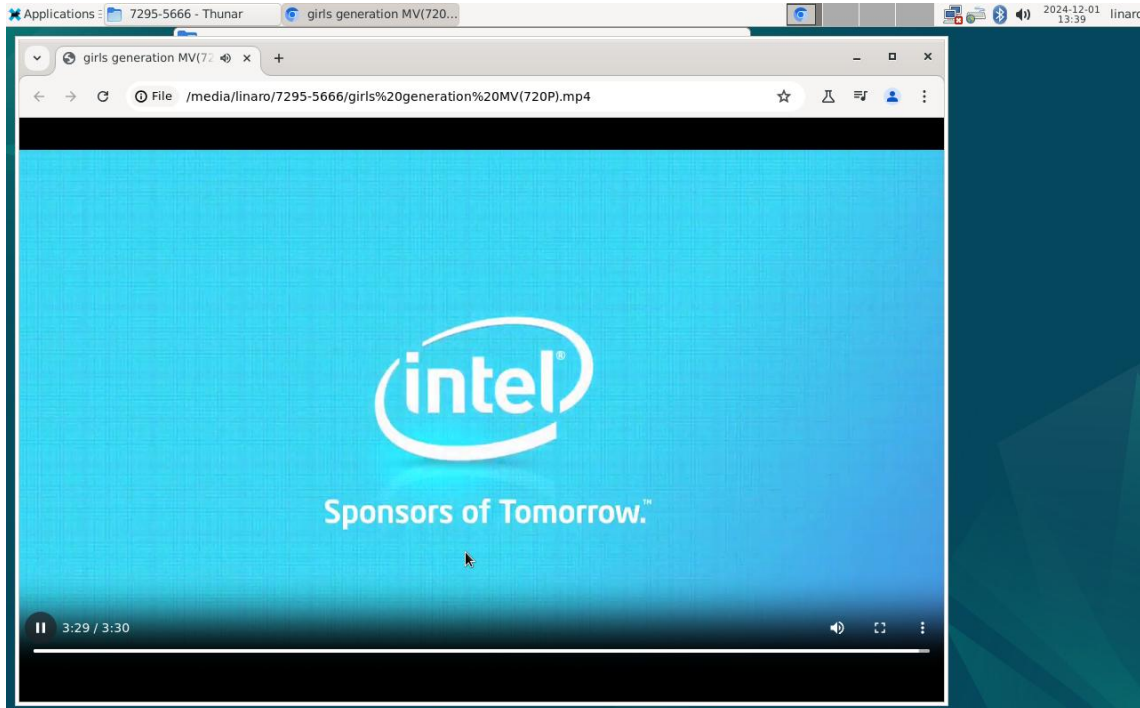 Applications
7295-5666 - Thunar
girls generation MV(720...
2024-12-01
13:39
linaro
girls generation MV(72
File
/media/linaro/7295-5666/girls%20generation%20MV(720P).mp4
intel®
Sponsors of Tomorrow.™
3:29 / 3:30